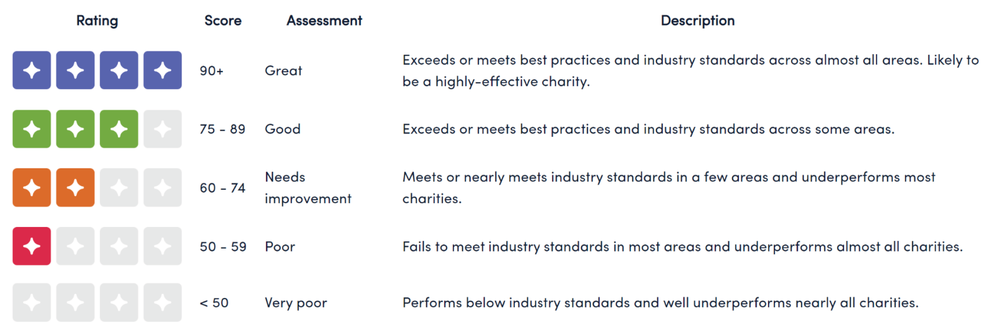 Rating Score Assessment Description
90+ Great Exceeds or meets best practices and industry standards across almost all areas. Likely to
be a highly-effective charity.
75 - 89 Good Exceeds or meets best practices and industry standards across some areas.
60 - 74 Needs
improvement
Meets or nearly meets industry standards in a few areas and underperforms most
charities.
50 - 59 Poor Fails to meet industry standards in most areas and underperforms almost all charities.
< 50 Very poor Performs below industry standards and well underperforms nearly all charities.